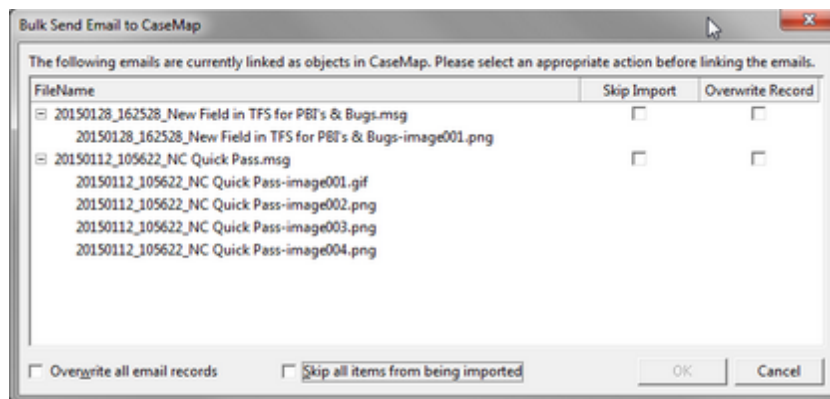 Bulk Send Email to CaseMap
The following emails are currently linked as objects in CaseMap. Please select an appropriate action before linking the emails.
FileName Skip Import Overwrite Record
20150128_162528_New Field in TFS for PBI's & Bugs.msg
20150128_162528_New Field in TFS for PBI's & Bugs-image001.png
20150112_105622_NC Quick Pass.msg
20150112_105622_NC Quick Pass-image001.gif
20150112_105622_NC Quick Pass-image002.png
20150112_105622_NC Quick Pass-image003.png
20150112_105622_NC Quick Pass-image004.png
Overwrite all email records Skip all items from being imported OK Cancel